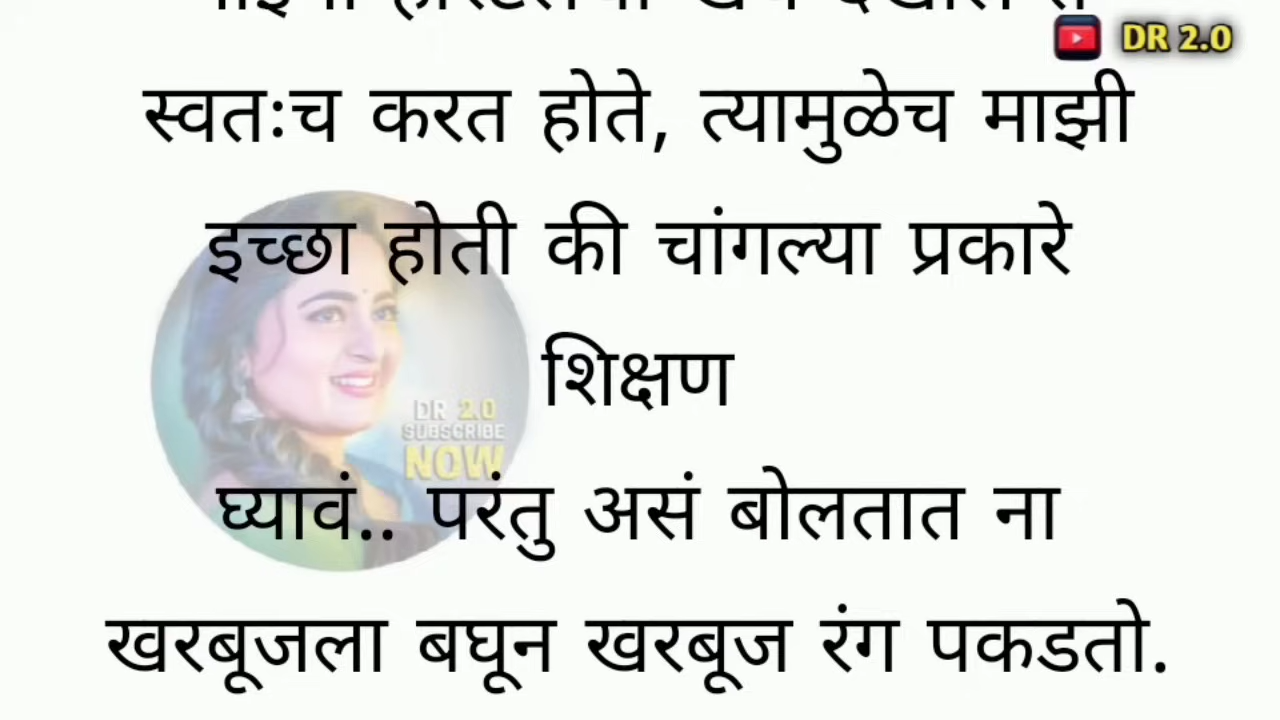 DR 2.0
स्वतःच करत होते, त्यामुळेच माझी
इच्छा होती की चांगल्या प्रकारे
शिक्षण
DR 2.0
SUBSCRIBE
NOW
घ्यावं.. परंतु असं बोलतात ना
खरबूजला बघून खरबूज रंग पकडतो.